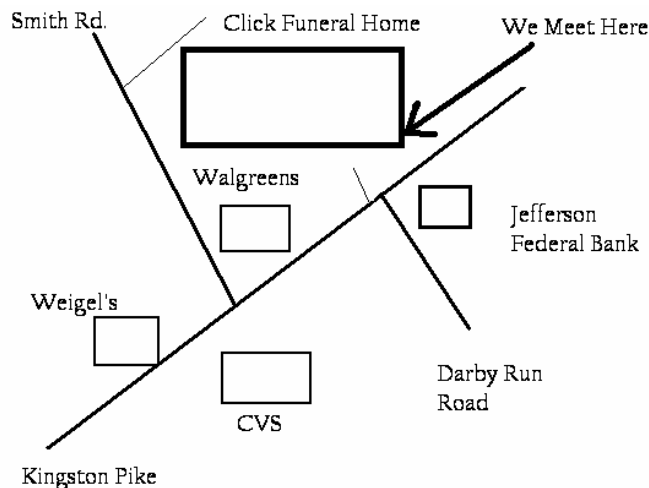 Smith Rd.
Click Funeral Home
We Meet Here
Walgreens
Jefferson
Federal Bank
Weigel's
Darby Run
Road
CVS
Kingston Pike